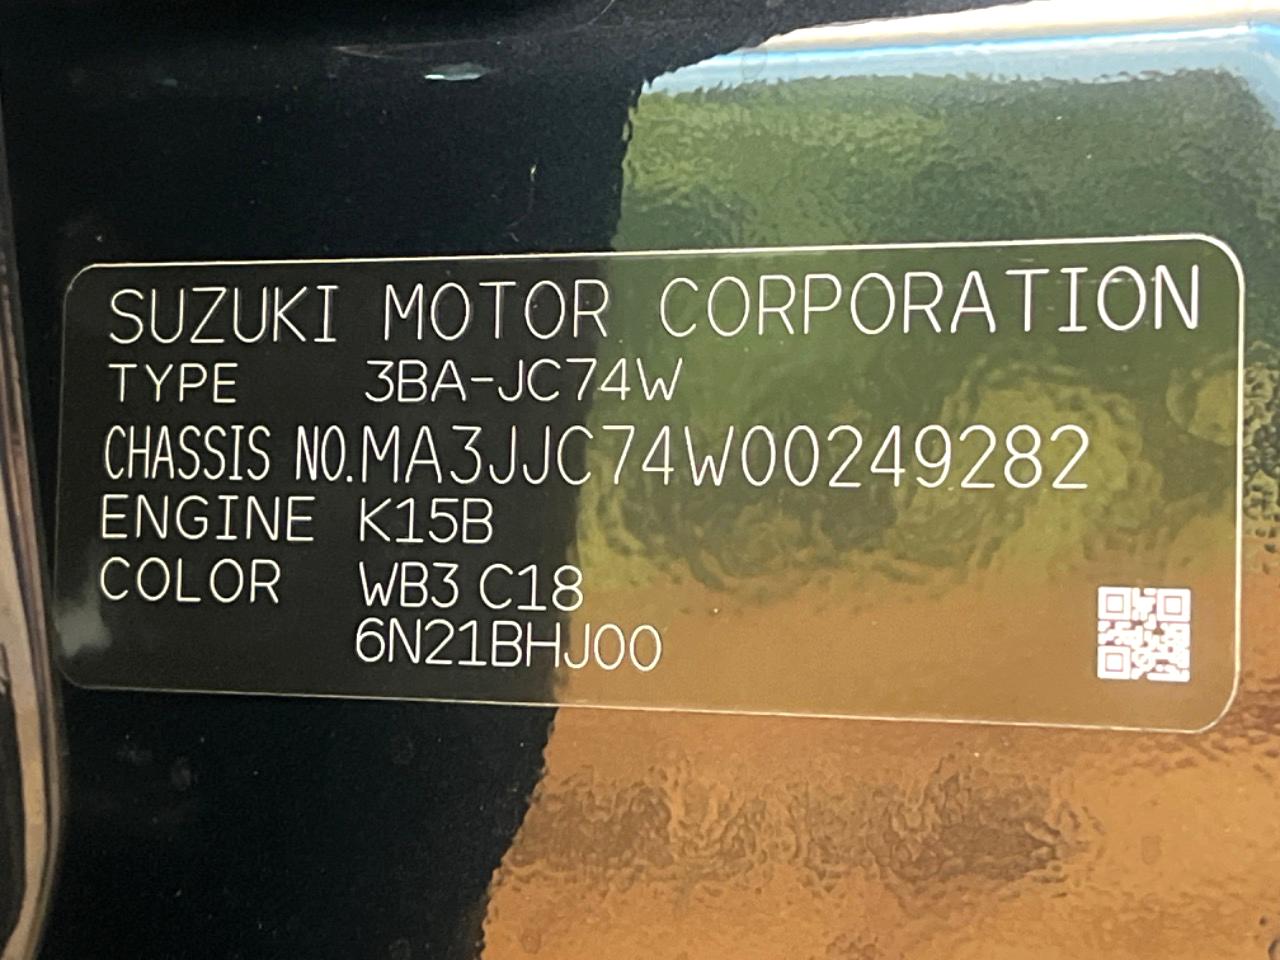 SUZUKI MOTOR CORPORATION
TYPE 3BA-JC74W
CHASSIS NO.MA3JJC74W00249282
ENGINE K15B
COLOR WB3 C18
6N21BHJ00